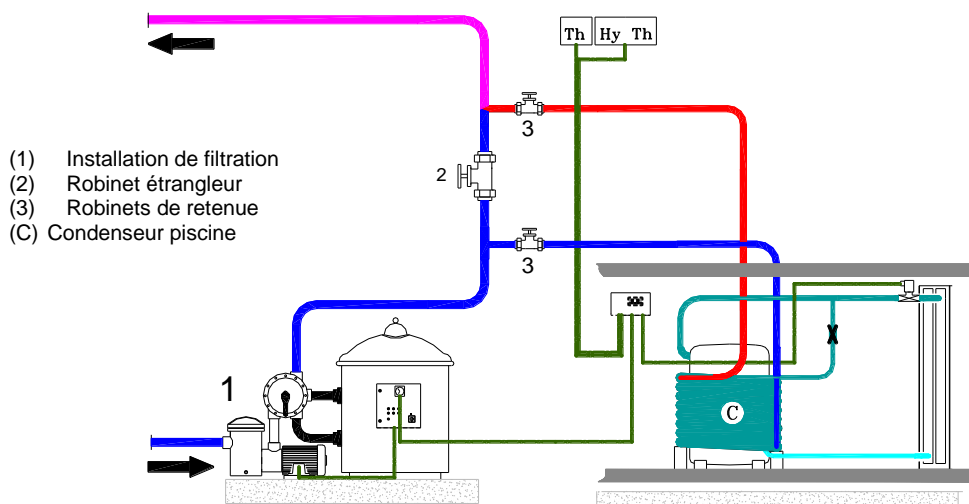 Th Hy Th
3
(1) Installation de filtration
(2) Robinet étrangleur
(3) Robinets de retenue
(C) Condenseur piscine
2
3
1
C